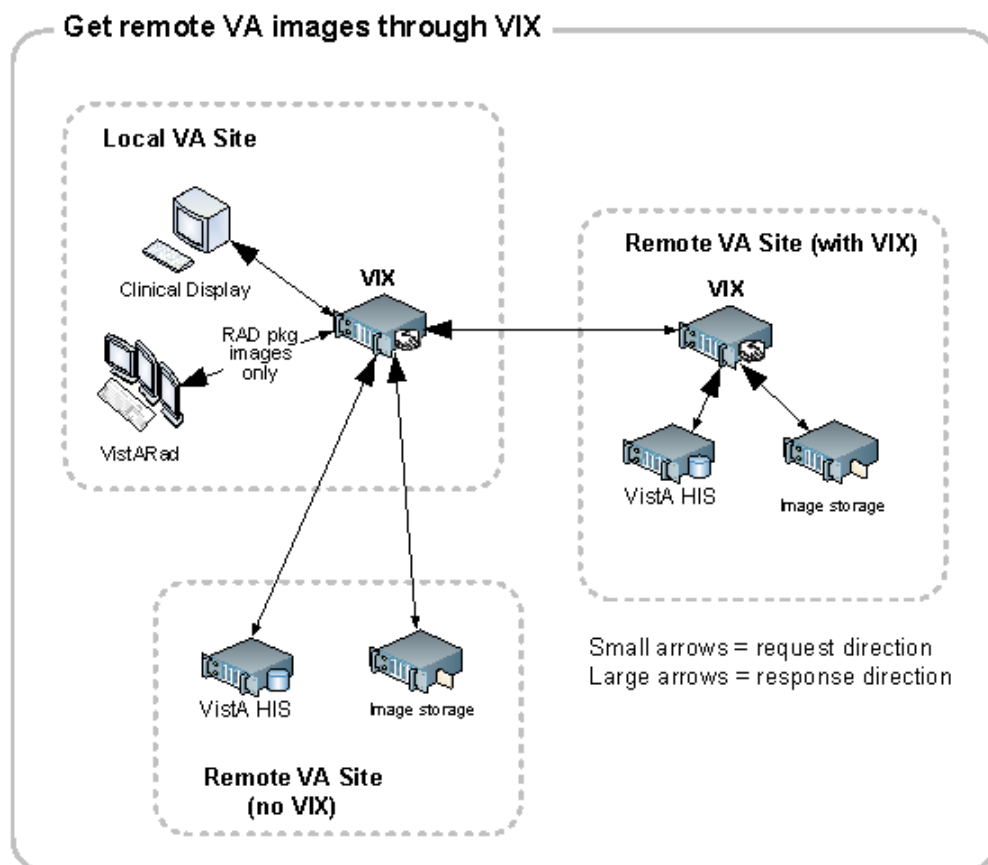 Get remote VA images through VIX
Local VA Site
Clinical Display
VIX
RAD pkg
images
only
VistARad
Remote VA Site (with VIX)
VIX
VistA HIS
Image storage
VistA HIS
Image storage
Remote VA Site
(no VIX)
Small arrows = request direction
Large arrows = response direction